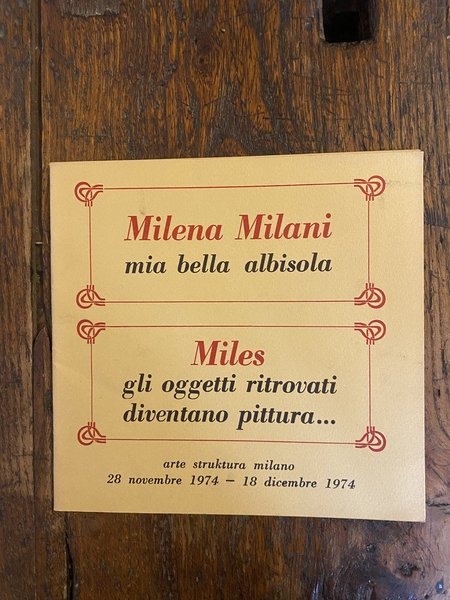 Milena Milani
mia bella albisola
Miles
gli oggetti ritrovati
diventano pittura...
arte struktura milano
28 novembre 1974 — 18 dicembre 1974